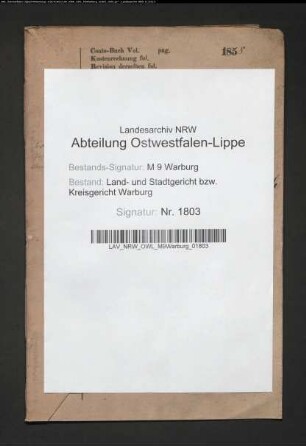 Conto-Buch Vol. pag. 185
Kostenrechnung fol.
Revision derselben fol.
Landesarchiv NRW
Abteilung Ostwestfalen-Lippe
Bestands-Signatur: M 9 Warburg
Bestand: Land- und Stadtgericht bzw.
Kreisgericht Warburg
Signatur: Nr. 1803
LAV_NRW_OWL_M9Warburg_01803